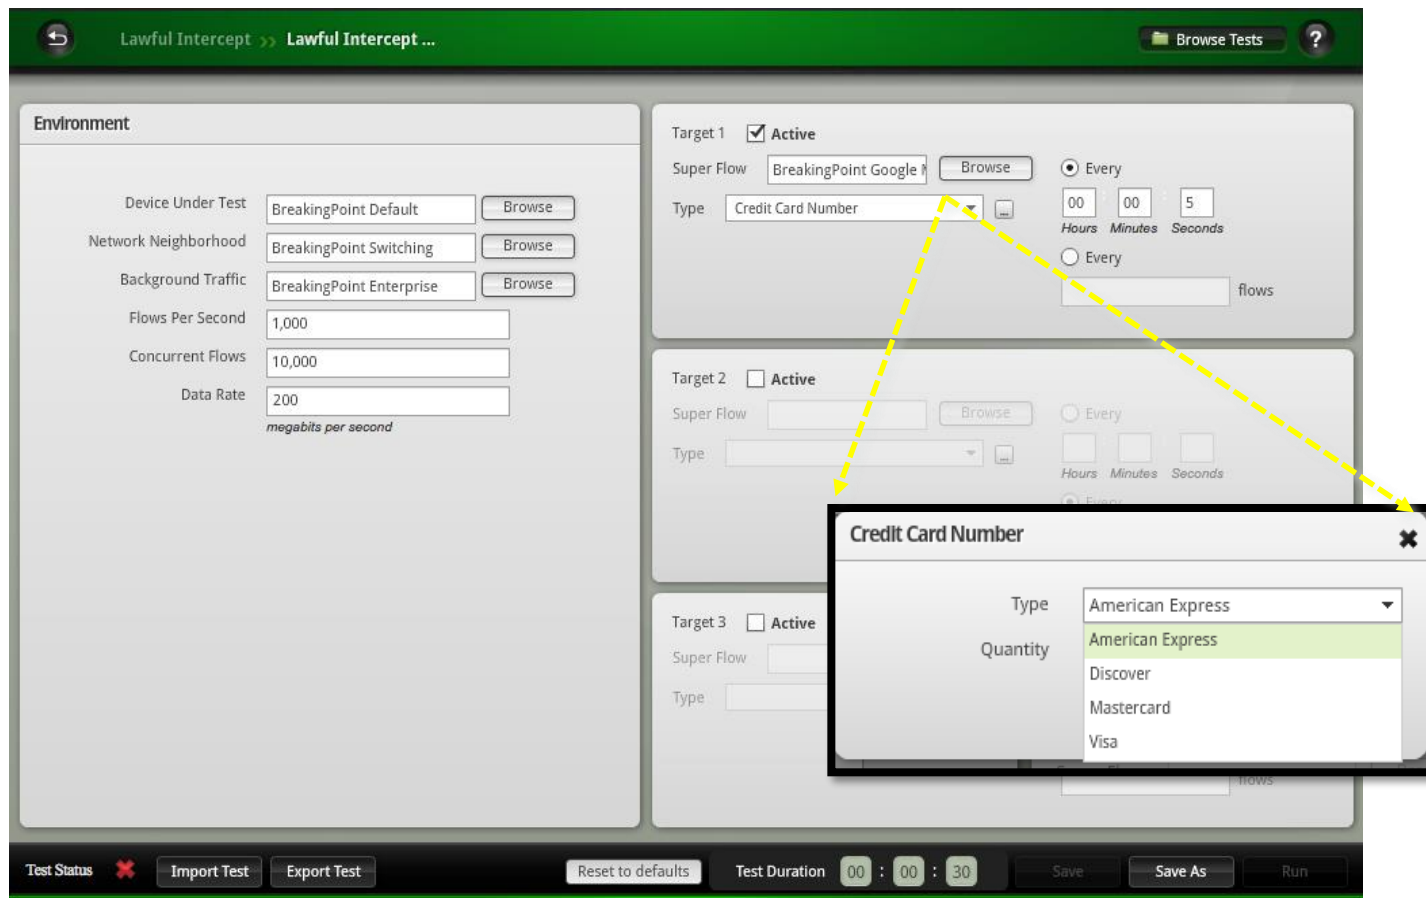 Lawful Intercept >> Lawful Intercept ...
Browse Tests
?
Environment
Device Under Test BreakingPoint Default Browse
Network Neighborhood BreakingPoint Switching Browse
Background Traffic BreakingPoint Enterprise Browse
Flows Per Second 1,000
Concurrent Flows 10,000
Data Rate 200
megabits per second
Target 1 Active
Super Flow BreakingPoint Google Browse Every
Type Credit Card Number ... 00 : 00 : 5
Hours Minutes Seconds
Every
flows
Target 2 Active
Super Flow Browse Every
Type ...
Hours Minutes Seconds
Every
Target 3 Active
Super Flow
Type
flows
Credit Card Number
Type American Express
Quantity
American Express
Discover
Mastercard
Visa
Test Status Import Test Export Test Reset to defaults Test Duration 00 : 00 : 30 Save Save As Run